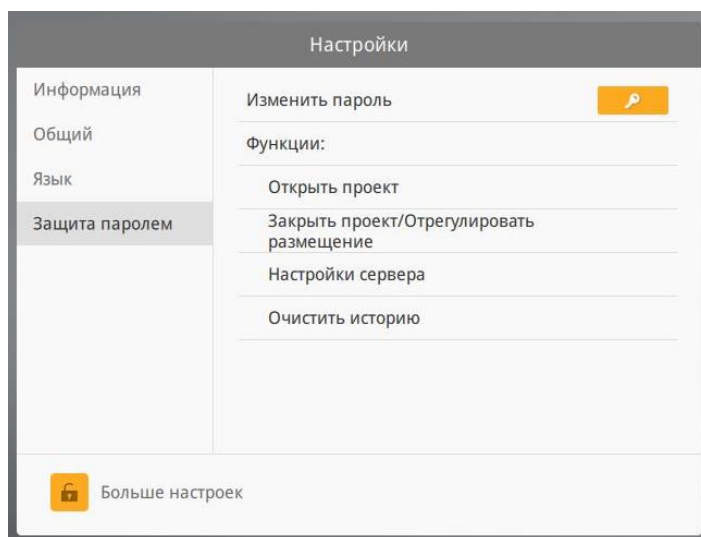 Настройки
Информация
Общий
Язык
Защита паролем
Изменить пароль
Функции:
Открыть проект
Закрыть проект/Отрегулировать
размещение
Настройки сервера
Очистить историю
Больше настроек